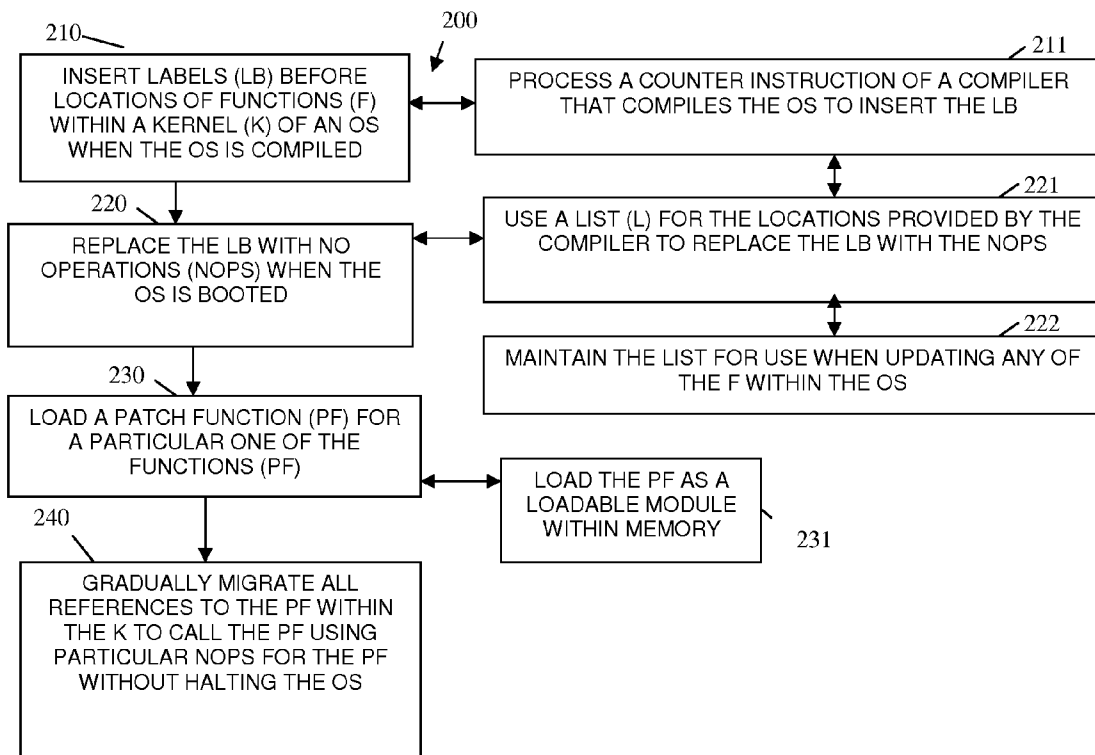 210
200
211
INSERT LABELS (LB) BEFORE
LOCATIONS OF FUNCTIONS (F)
WITHIN A KERNEL (K) OF AN OS
WHEN THE OS IS COMPILED
PROCESS A COUNTER INSTRUCTION OF A COMPILER
THAT COMPILES THE OS TO INSERT THE LB
220
221
REPLACE THE LB WITH NO
OPERATIONS (NOPS) WHEN THE
OS IS BOOTED
USE A LIST (L) FOR THE LOCATIONS PROVIDED BY THE
COMPILER TO REPLACE THE LB WITH THE NOPS
222
MAINTAIN THE LIST FOR USE WHEN UPDATING ANY OF
THE F WITHIN THE OS
230
LOAD A PATCH FUNCTION (PF) FOR
A PARTICULAR ONE OF THE
FUNCTIONS (PF)
LOAD THE PF AS A
LOADABLE MODULE
WITHIN MEMORY
231
240
GRADUALLY MIGRATE ALL
REFERENCES TO THE PF WITHIN
THE K TO CALL THE PF USING
PARTICULAR NOPS FOR THE PF
WITHOUT HALTING THE OS